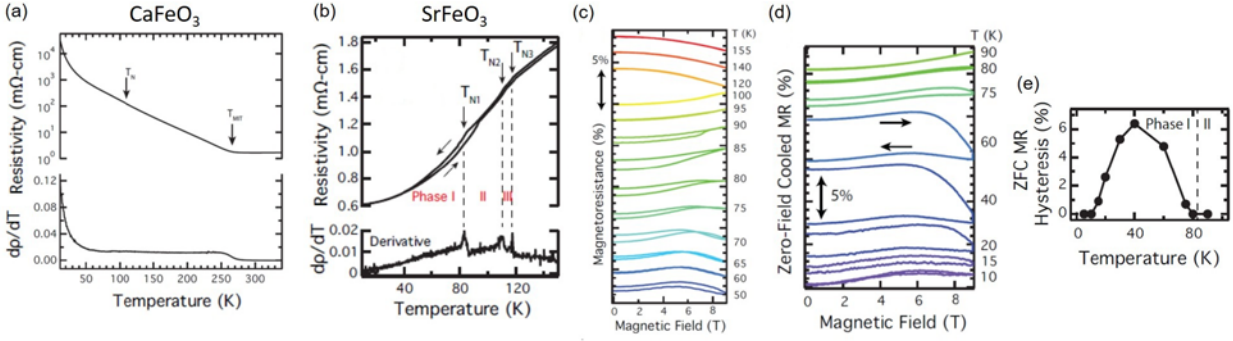 (a)
CaFeO3
Resistivity (mΩ-cm)
10^4
10^3
10^2
10^1
10^0
T_N
T_MIT
0.12
0.08
0.04
0.00
dρ/dT
50 100 150 200 250 300
Temperature (K)
(b)
SrFeO3
Resistivity (mΩ-cm)
1.8
1.6
1.4
1.2
1.0
0.8
0.6
T_N1
T_N2
T_N3
Phase I
II
III
dρ/dT
0.02
0.01
0
Derivative
0 40 80 120
Temperature (K)
(c)
Magnetoresistance (%)
5%
T (K)
155
140
120
100
95
90
85
80
75
70
65
60
50
0 2 4 6 8
Magnetic Field (T)
(d)
Zero-Field Cooled MR (%)
5%
T (K)
90
80
75
60
40
20
15
10
0 2 4 6 8
Magnetic Field (T)
(e)
ZFC MR
Hysteresis (%)
6
4
2
0
Phase I
II
0 40 80
Temperature (K)